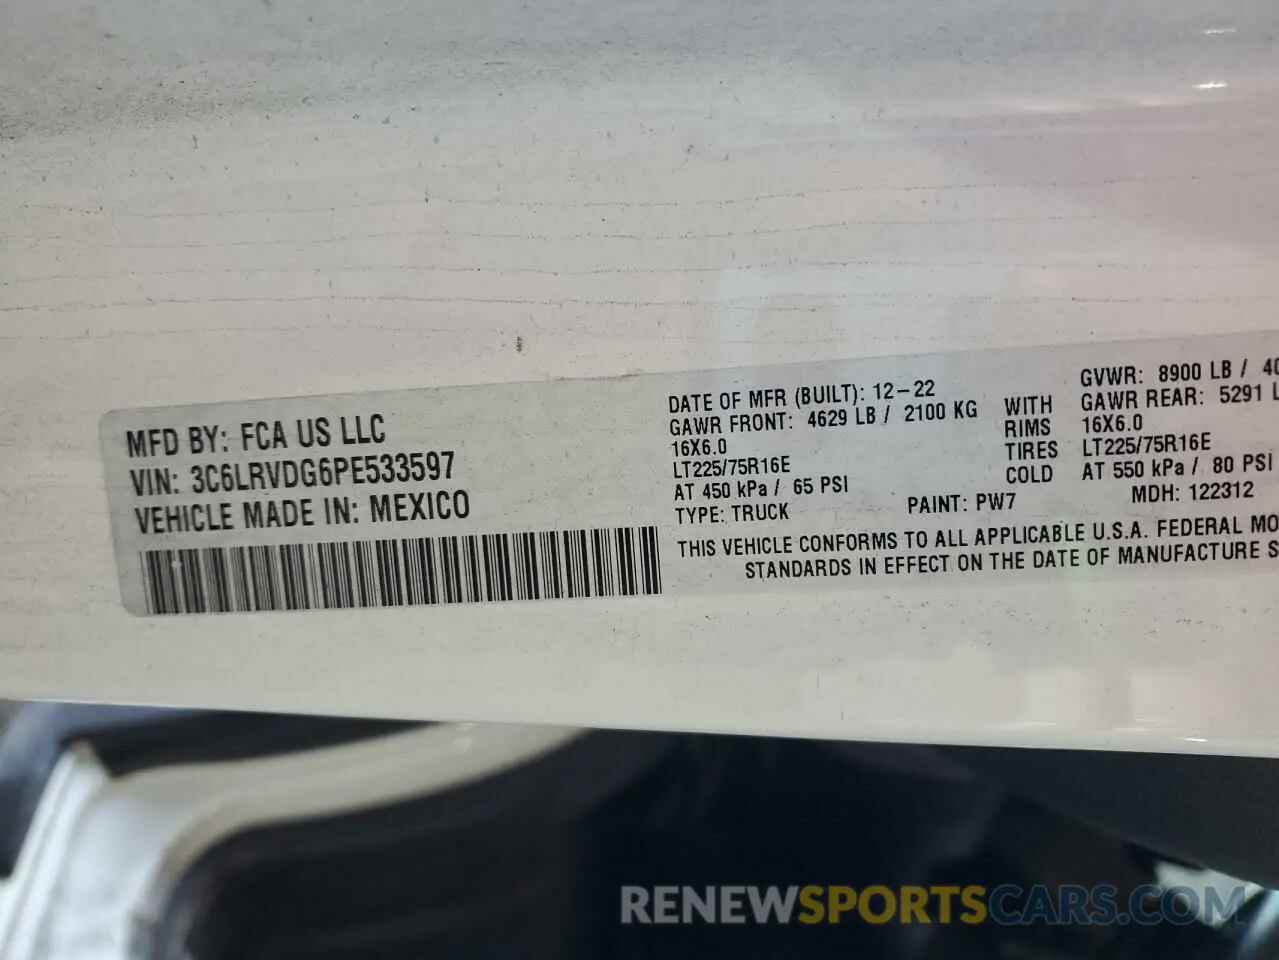 MFD BY: FCA US LLC
VIN: 3C6LRVDG6PE533597
VEHICLE MADE IN: MEXICO
DATE OF MFR (BUILT): 12-22 GVWR: 8900 LB / 40
GAWR FRONT: 4629 LB / 2100 KG WITH GAWR REAR: 5291 L
16X6.0 RIMS 16X6.0
LT225/75R16E TIRES LT225/75R16E
AT 450 kPa / 65 PSI COLD AT 550 kPa / 80 PSI
TYPE: TRUCK PAINT: PW7 MDH: 122312
THIS VEHICLE CONFORMS TO ALL APPLICABLE U.S.A. FEDERAL MO
STANDARDS IN EFFECT ON THE DATE OF MANUFACTURE S
RENEWSPORTSCARS.COM